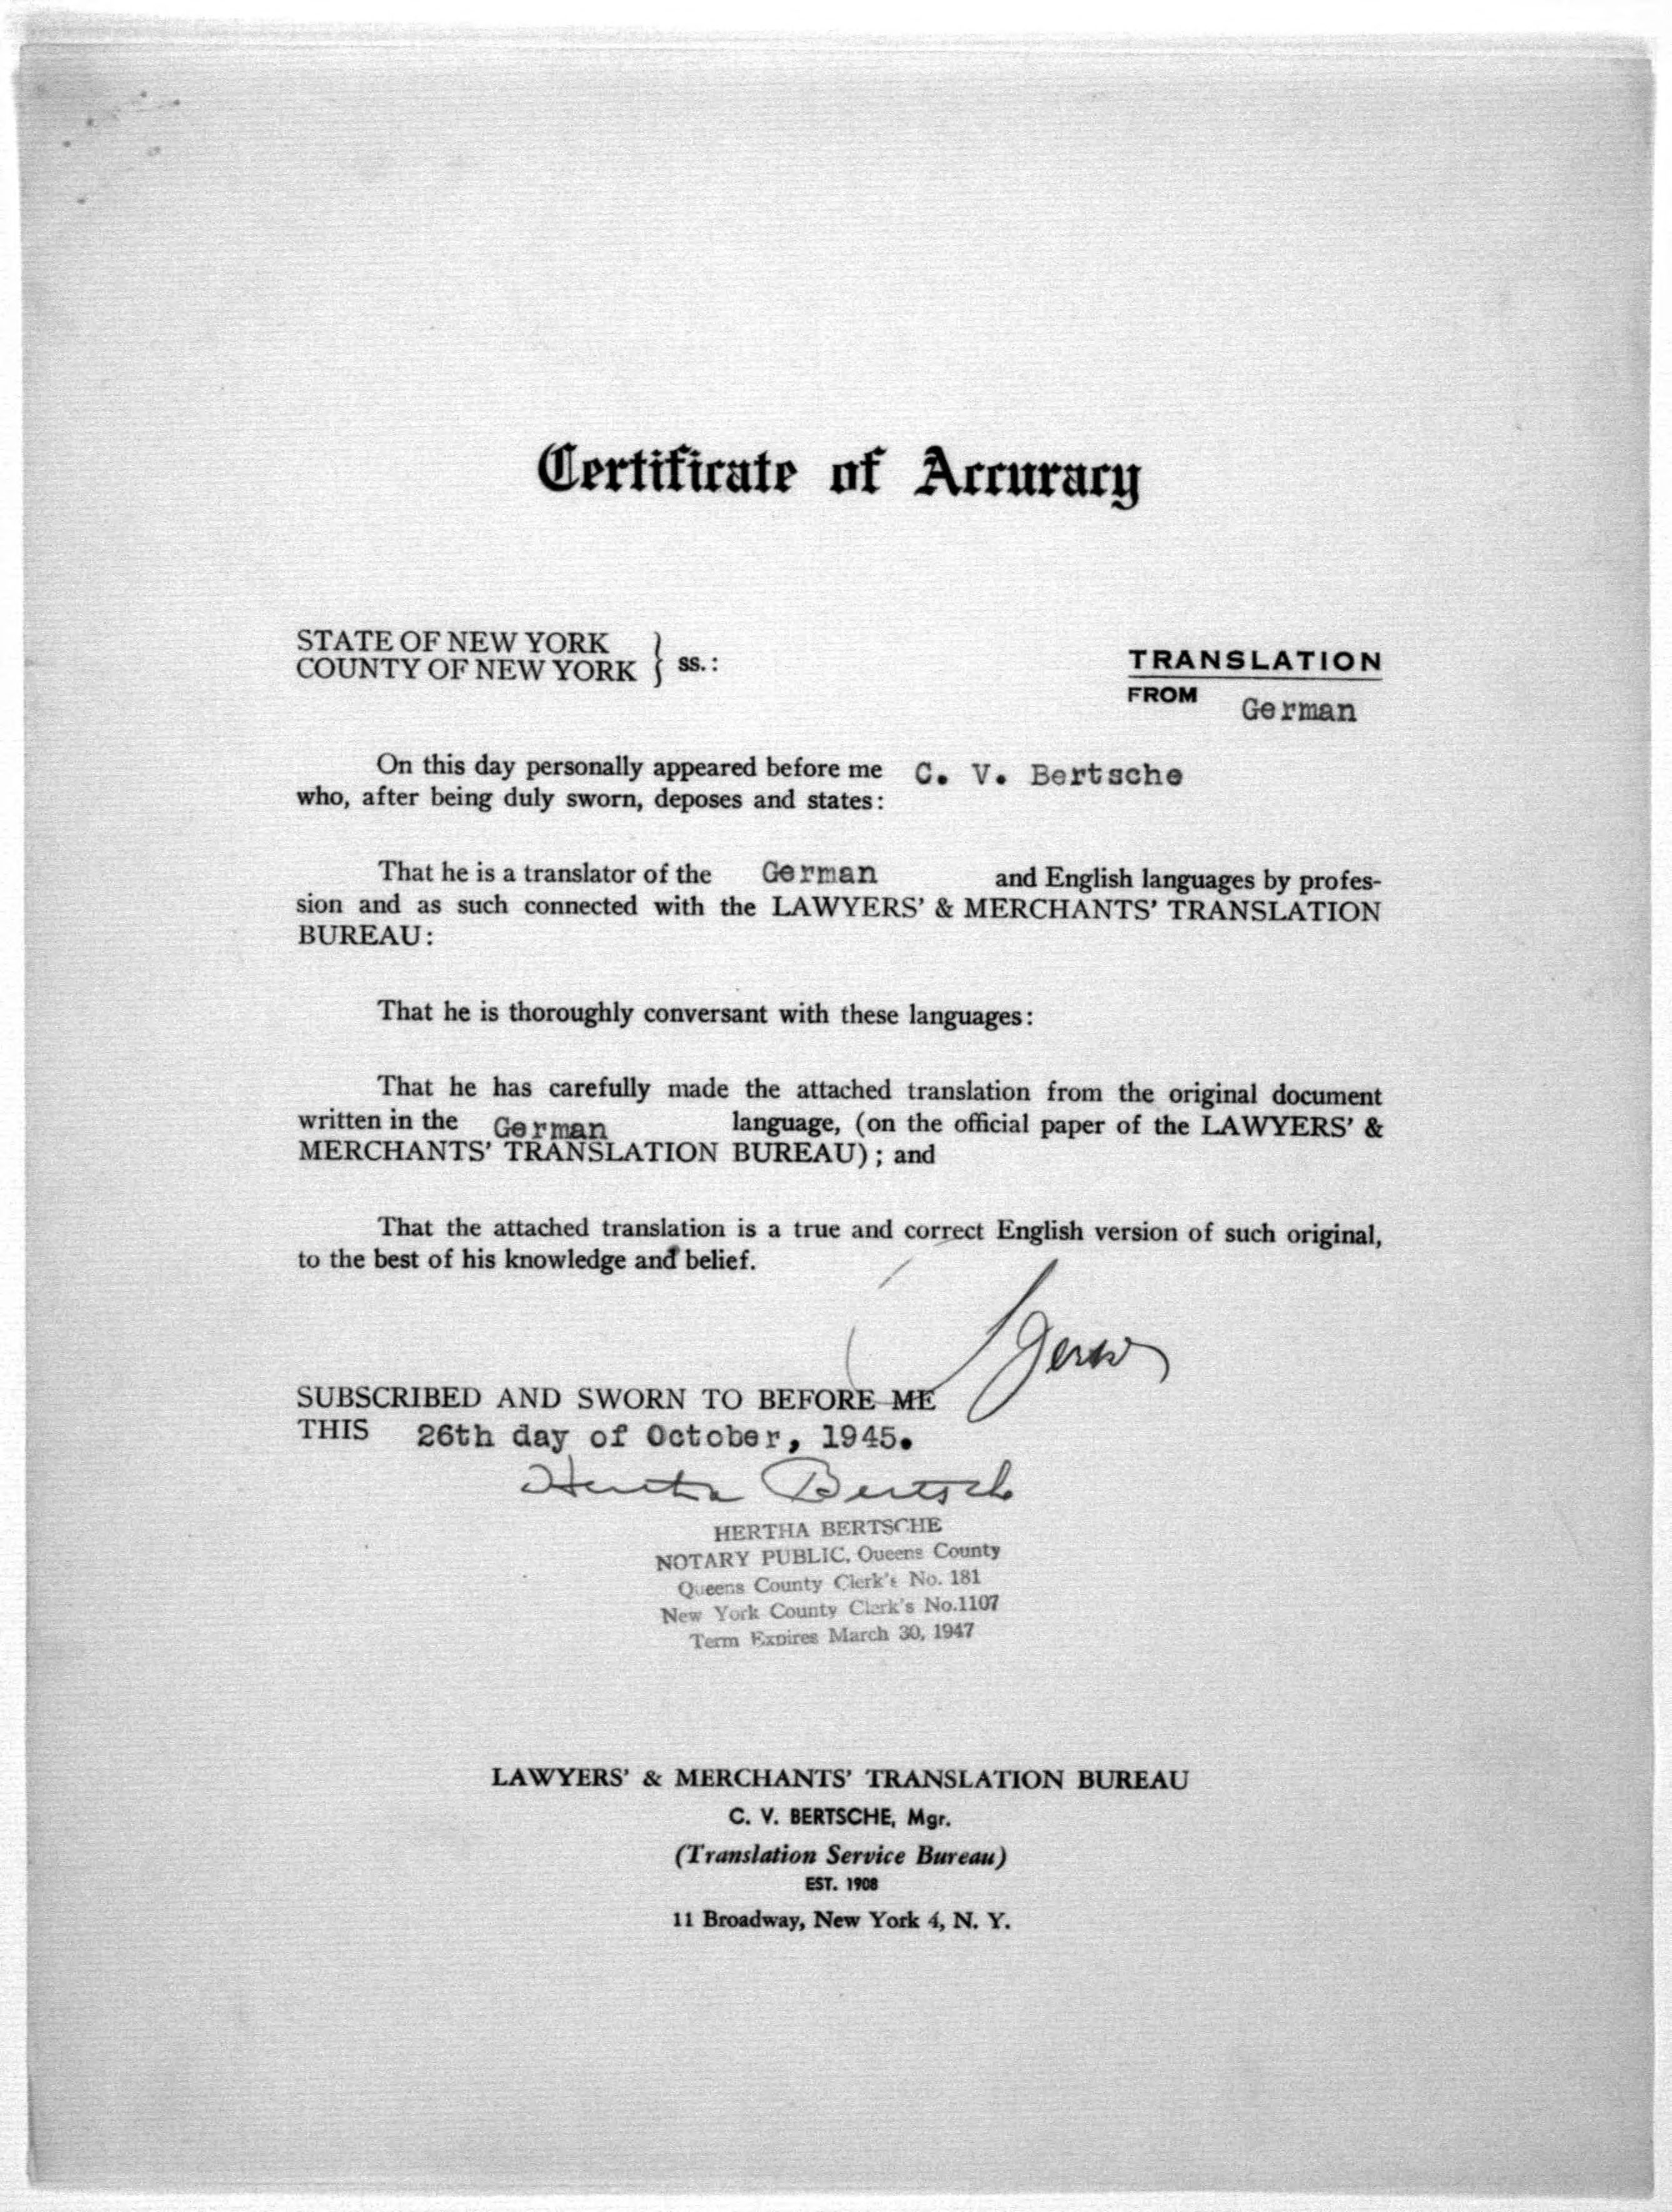 Certificate of Accuracy
STATE OF NEW YORK
COUNTY OF NEW YORK } ss.:
TRANSLATION
FROM German
On this day personally appeared before me C. V. Bertsche
who, after being duly sworn, deposes and states:
That he is a translator of the German and English languages by profes-
sion and as such connected with the LAWYERS' & MERCHANTS' TRANSLATION
BUREAU:
That he is thoroughly conversant with these languages:
That he has carefully made the attached translation from the original document
written in the German language, (on the official paper of the LAWYERS' &
MERCHANTS' TRANSLATION BUREAU); and
That the attached translation is a true and correct English version of such original,
to the best of his knowledge and belief.
SUBSCRIBED AND SWORN TO BEFORE ME
THIS 26th day of October, 1945.
Hertha Bertsche
HERTHA BERTSCHE
NOTARY PUBLIC, Queens County
Queens County Clerk's No. 181
New York County Clerk's No.1107
Term Expires March 30, 1947
LAWYERS' & MERCHANTS' TRANSLATION BUREAU
C. V. BERTSCHE, Mgr.
(Translation Service Bureau)
EST. 1908
11 Broadway, New York 4, N. Y.